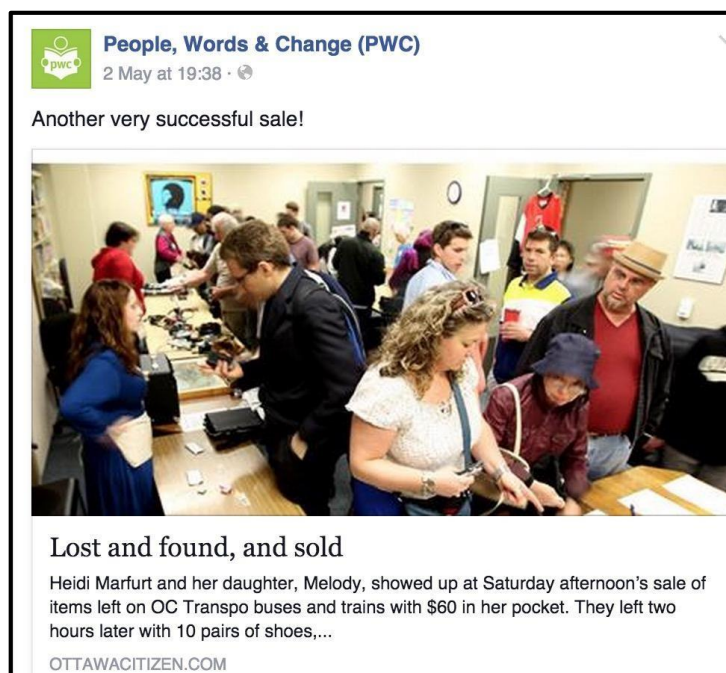 pwc
People, Words & Change (PWC)
2 May at 19:38 ·
Another very successful sale!
Lost and found, and sold
Heidi Marfurt and her daughter, Melody, showed up at Saturday afternoon's sale of
items left on OC Transpo buses and trains with $60 in her pocket. They left two
hours later with 10 pairs of shoes,...
OTTAWACITIZEN.COM